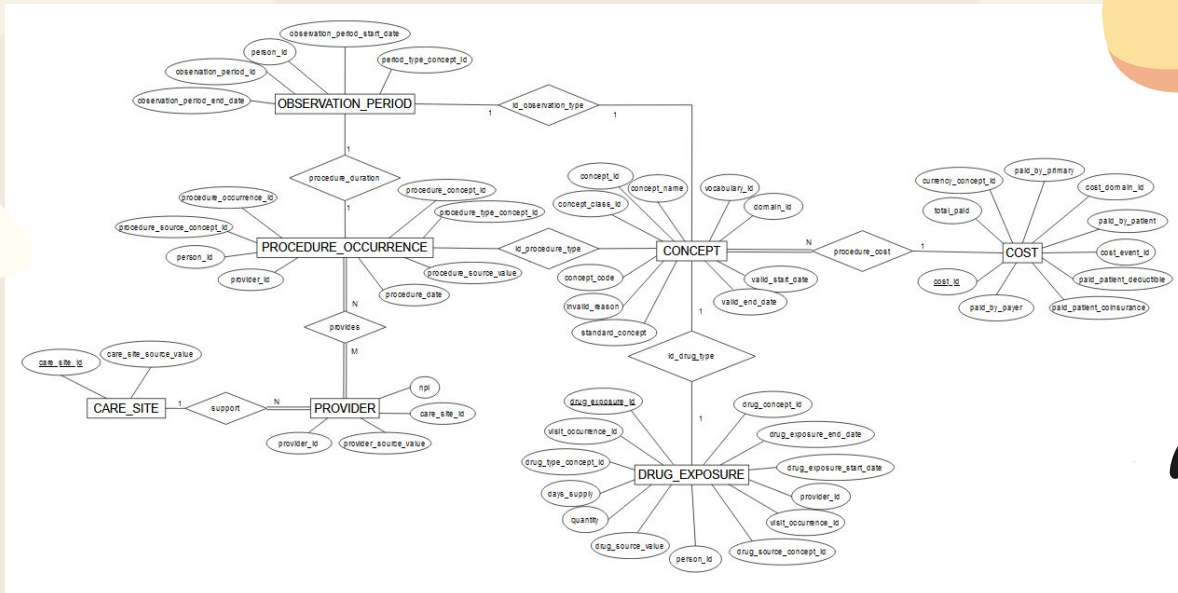 observation_period_start_date
person_id
period_type_concept_id
observation_period_id
observation_period_end_date
OBSERVATION_PERIOD
id_observation_type
1
1
1
procedure_duration
1
procedure_occurrence_id
procedure_concept_id
procedure_type_concept_id
procedure_source_concept_id
PROCEDURE_OCCURRENCE
person_id
provider_id
procedure_source_value
procedure_date
id_procedure_type
concept_id
concept_name
vocabulary_id
concept_class_id
domain_id
CONCEPT
concept_code
valid_start_date
invalid_reason
valid_end_date
standard_concept
N
procedure_cost
1
currency_concept_id
paid_by_primary
cost_domain_id
total_paid
paid_by_patient
COST
cost_event_id
cost_id
paid_patient_deductible
paid_by_payer
paid_patient_coinsurance
N
provides
M
1
id_drug_type
1
care_site_id
care_site_source_value
CARE_SITE
1
support
N
PROVIDER
npi
care_site_id
provider_id
provider_source_value
drug_exposure_id
drug_concept_id
visit_occurrence_id
drug_exposure_end_date
drug_type_concept_id
drug_exposure_start_date
DRUG_EXPOSURE
days_supply
provider_id
quantity
visit_occurrence_id
drug_source_value
person_id
drug_source_concept_id